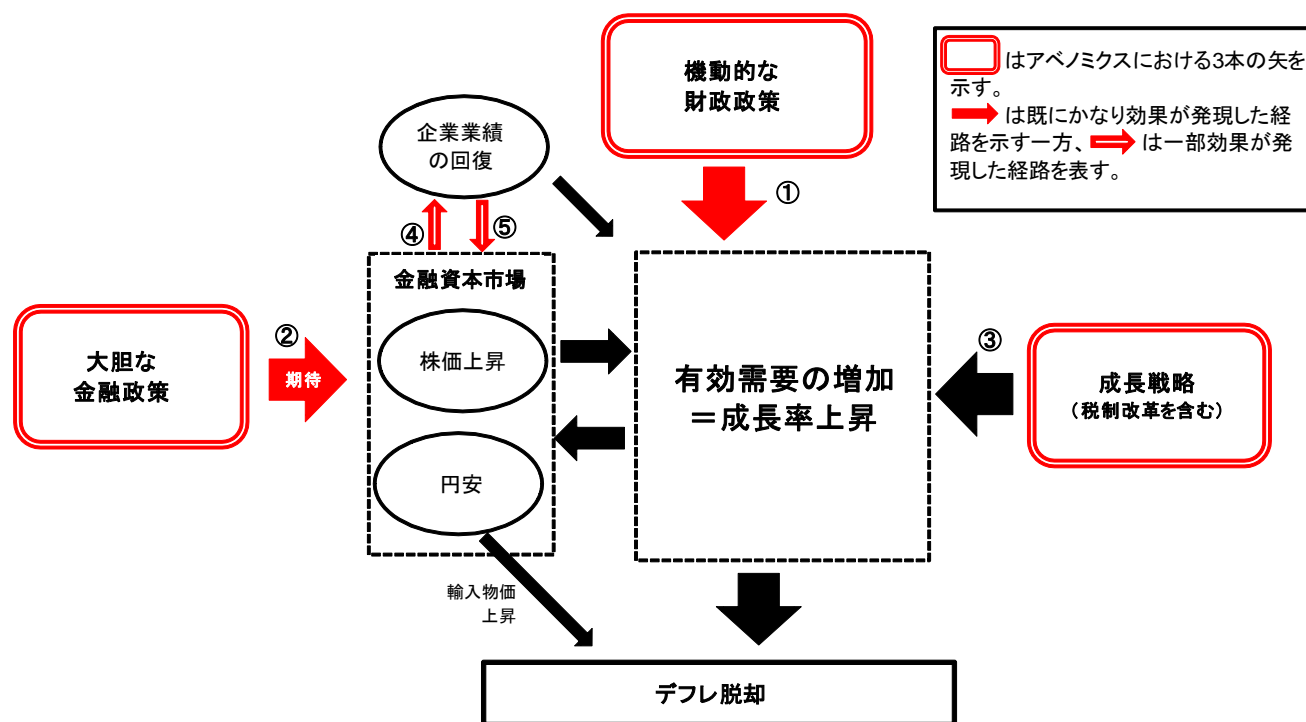 機動的な
財政政策
はアベノミクスにおける3本の矢を
示す。
は既にかなり効果が発現した経
路を示す一方、 は一部効果が発
現した経路を表す。
企業業績
の回復
①
④
⑤
金融資本市場
大胆な
金融政策
②
期待
株価上昇
有効需要の増加
＝成長率上昇
③
成長戦略
（税制改革を含む）
円安
輸入物価
上昇
デフレ脱却